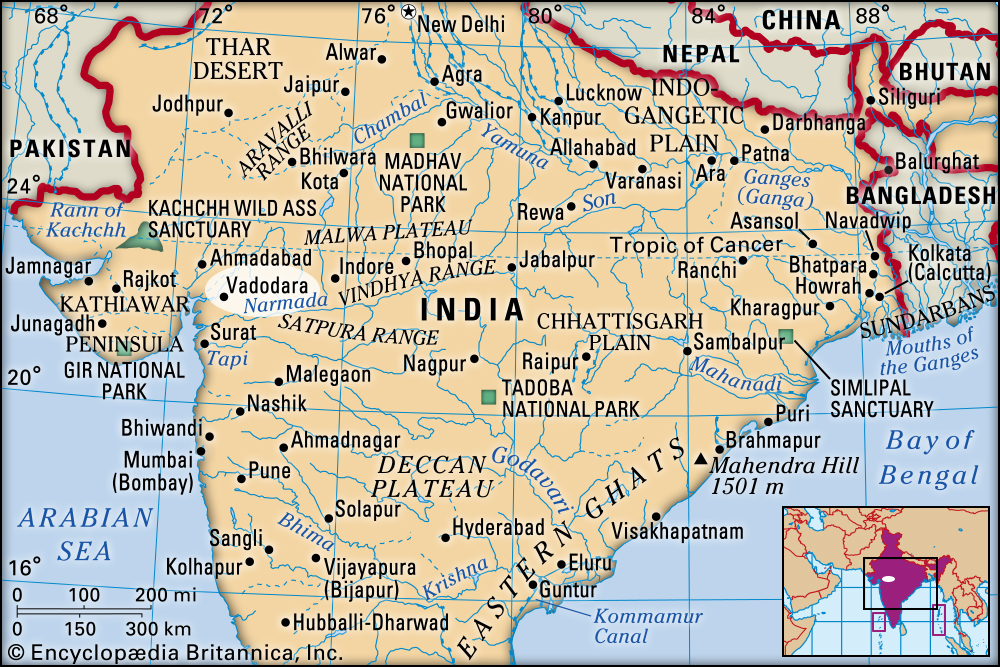 68°
72°
76°
80°
84°
88°
New Delhi
CHINA
THAR
DESERT
Alwar
NEPAL
BHUTAN
Jaipur
Agra
Lucknow
INDO-
GANGETIC
PLAIN
Siliguri
Jodhpur
Chambal
Gwalior
Kanpur
Darbhanga
ARAVALLI
RANGE
Yamuna
Allahabad
PAKISTAN
Bhilwara
MADHAV
NATIONAL
PARK
Patna
Balurghat
Kota
Varanasi
Ara
Ganges
(Ganga)
24°
BANGLADESH
Rann of
Kachchh
KACHCHH WILD ASS
SANCTUARY
Rewa
Son
Asansol
Navadwip
MALWA PLATEAU
Tropic of Cancer
Ahmadabad
Bhopal
Jabalpur
Kolkata
(Calcutta)
Jamnagar
Rajkot
Indore
VINDHYA RANGE
Ranchi
Bhatpara
Vadodara
Howrah
KATHIAWAR
PENINSULA
Narmada
INDIA
Kharagpur
SUNDARBANS
Junagadh
Surat
SATPURA RANGE
CHHATTISGARH
PLAIN
Sambalpur
Mouths of
the Ganges
Tapi
Nagpur
Raipur
GIR NATIONAL
PARK
20°
Malegaon
TADOBA
NATIONAL PARK
Mahanadi
SIMLIPAL
SANCTUARY
Nashik
Puri
Bhiwandi
Ahmadnagar
Brahmapur
Bay of
Bengal
Mumbai
(Bombay)
Pune
DECCAN
PLATEAU
Godavari
Mahendra Hill
1501 m
EASTERN GHATS
ARABIAN
SEA
Solapur
Bhima
Hyderabad
Visakhapatnam
Sangli
16°
Kolhapur
Vijayapura
(Bijapur)
Krishna
Eluru
Guntur
0 100 200 mi
0 150 300 km
Hubballi-Dharwad
Kommamur
Canal
© Encyclopædia Britannica, Inc.